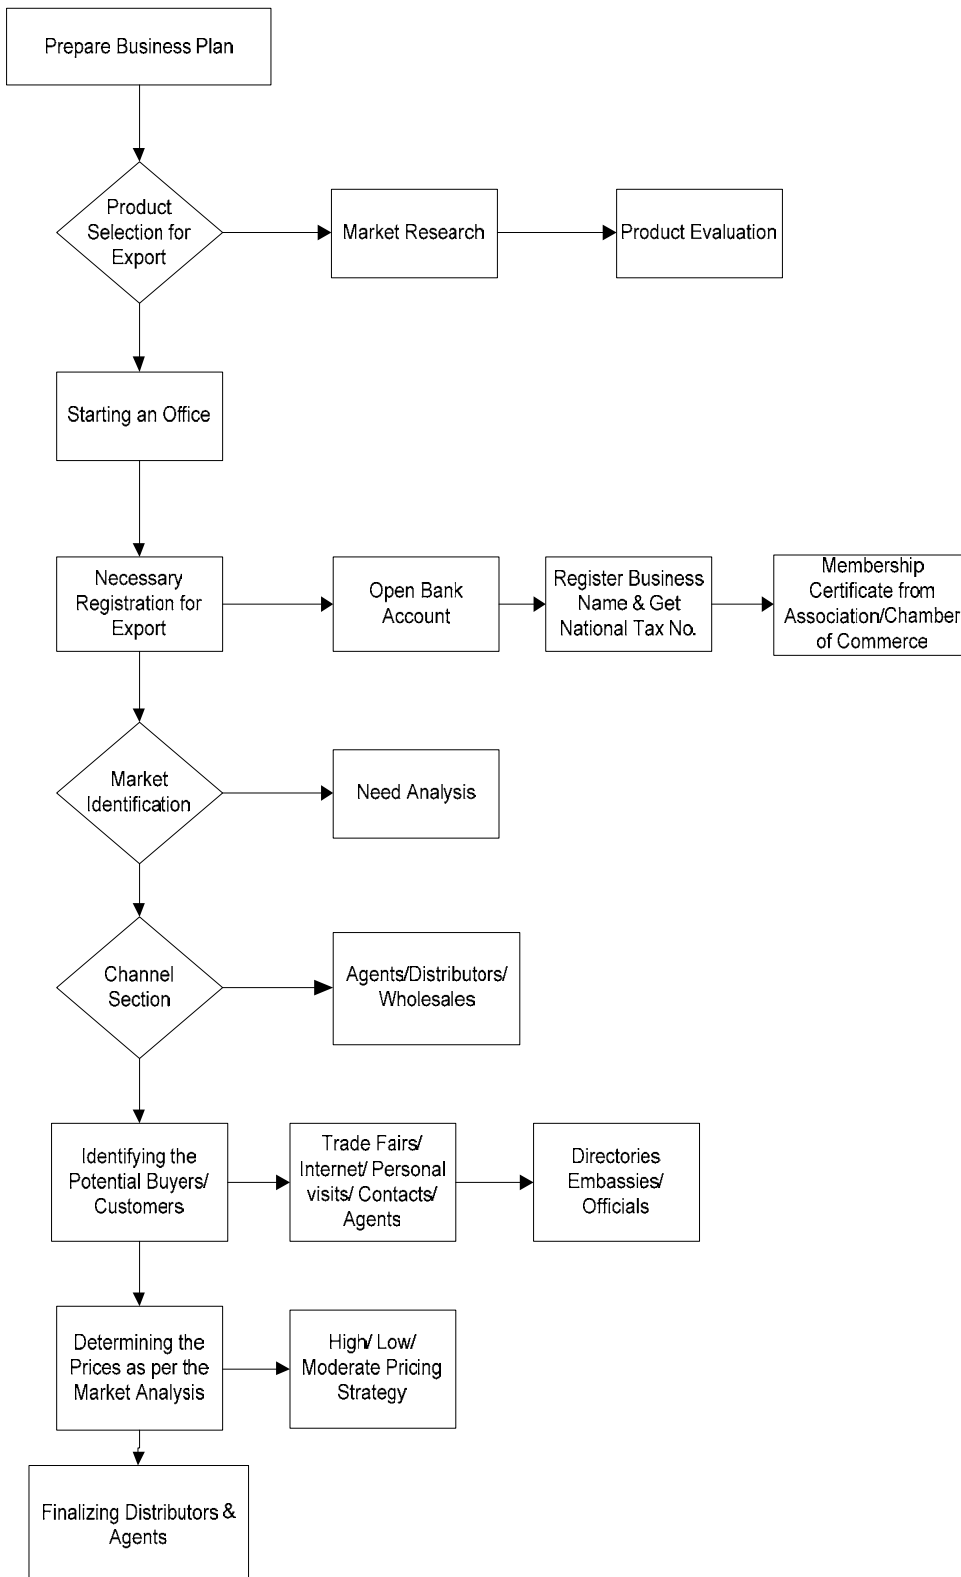 Prepare Business Plan
Product
Selection for
Export
Market Research
Product Evaluation
Starting an Office
Necessary
Registration for
Export
Open Bank
Account
Register Business
Name & Get
National Tax No.
Membership
Certificate from
Association/Chamber
of Commerce
Market
Identification
Need Analysis
Channel
Section
Agents/Distributors/
Wholesales
Identifying the
Potential Buyers/
Customers
Trade Fairs/
Internet/ Personal
visits/ Contacts/
Agents
Directories
Embassies/
Officials
Determining the
Prices as per the
Market Analysis
High/ Low/
Moderate Pricing
Strategy
Finalizing Distributors &
Agents